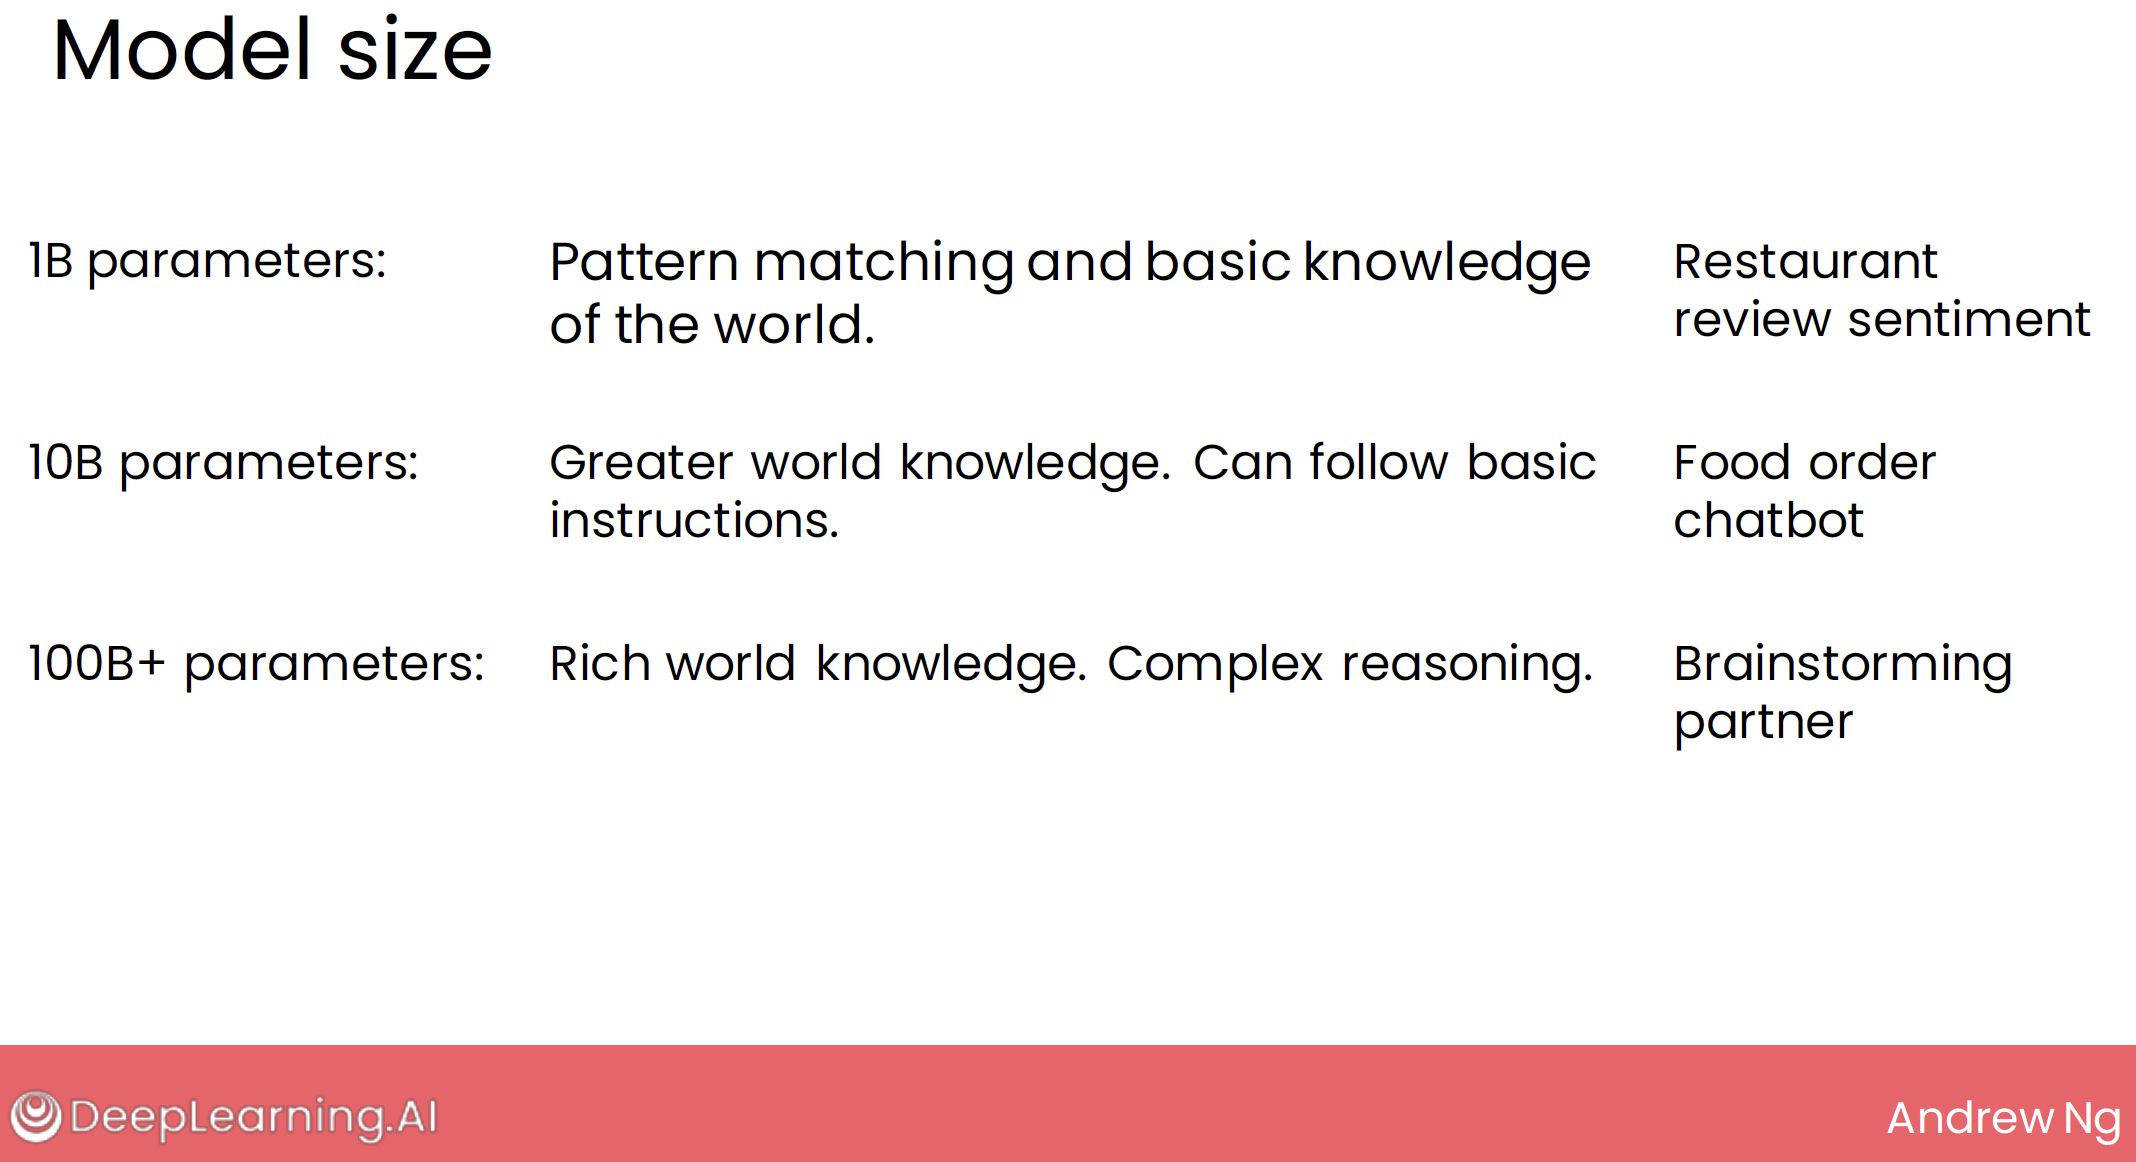 Model size
1B parameters:
Pattern matching and basic knowledge
of the world.
Restaurant
review sentiment
10B parameters:
Greater world knowledge. Can follow basic
instructions.
Food order
chatbot
100B+ parameters:
Rich world knowledge. Complex reasoning.
Brainstorming
partner
DeepLearning.AI
Andrew Ng